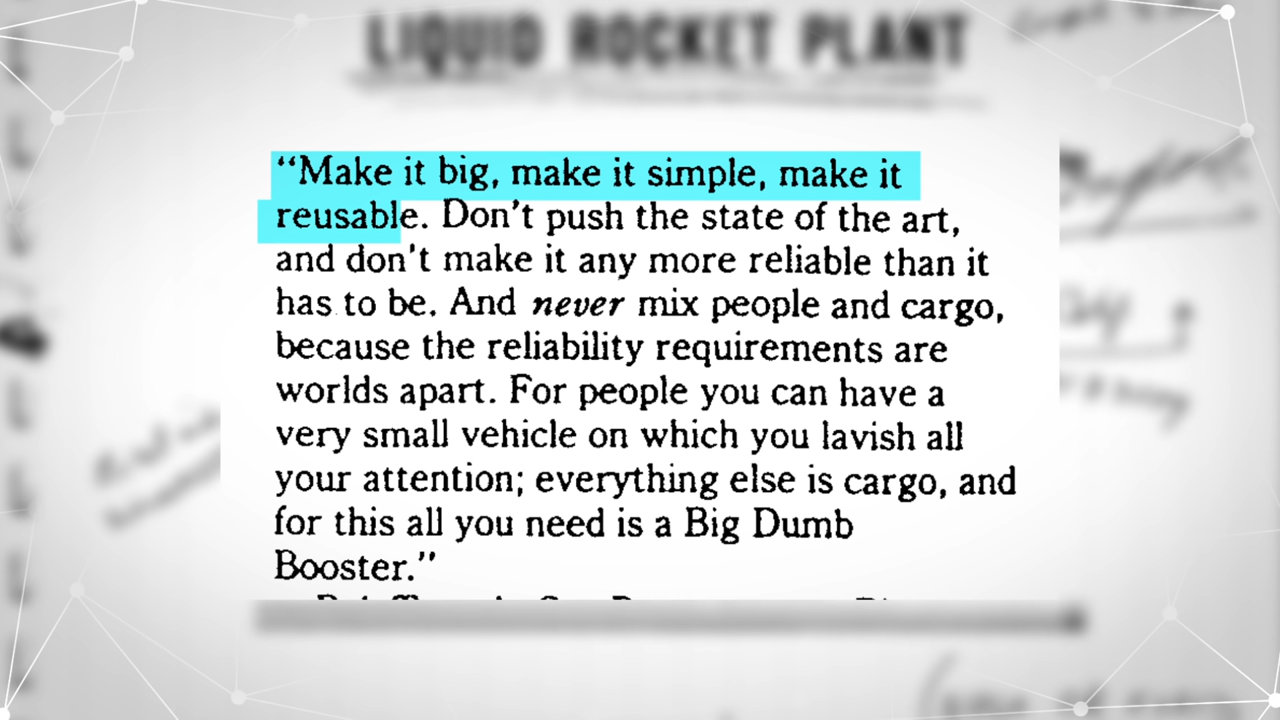 LIQUID ROCKET PLANT
“Make it big, make it simple, make it
reusable. Don’t push the state of the art,
and don’t make it any more reliable than it
has to be. And never mix people and cargo,
because the reliability requirements are
worlds apart. For people you can have a
very small vehicle on which you lavish all
your attention; everything else is cargo, and
for this all you need is a Big Dumb
Booster.”